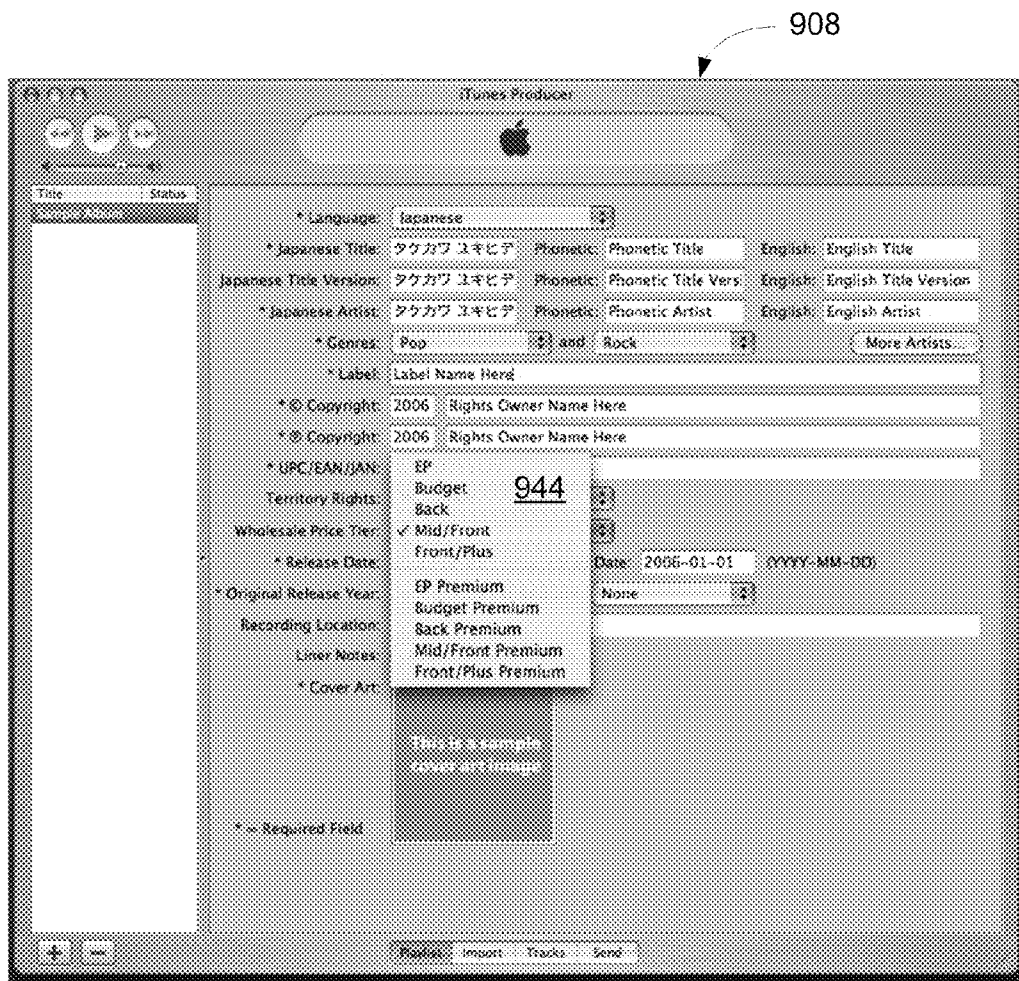 908
iTunes Producer
<< >>
Title Status
Sample Album
* Language: Japanese
* Japanese Title: タケカワ ユキヒデ Phonetic: Phonetic Title English: English Title
Japanese Title Version: タケカワ ユキヒデ Phonetic: Phonetic Title Vers English: English Title Version
* Japanese Artist: タケカワ ユキヒデ Phonetic: Phonetic Artist English: English Artist
* Genres: Pop and Rock More Artists...
* Label: Label Name Here
* © Copyright: 2006 Rights Owner Name Here
* ℗ Copyright: 2006 Rights Owner Name Here
* UPC/EAN/JAN: EP
Territory Rights: Budget 944
Back
Wholesale Price Tier: ✓ Mid/Front
Front/Plus
* * Release Date: Date: 2006-01-01 (YYYY-MM-DD)
EP Premium
* Original Release Year: None
Budget Premium
Recording Location: Back Premium
Mid/Front Premium
Liner Notes:
Front/Plus Premium
* Cover Art:
This is a sample
cover art image
* = Required Field
+ −
Playlist Import Tracks Send